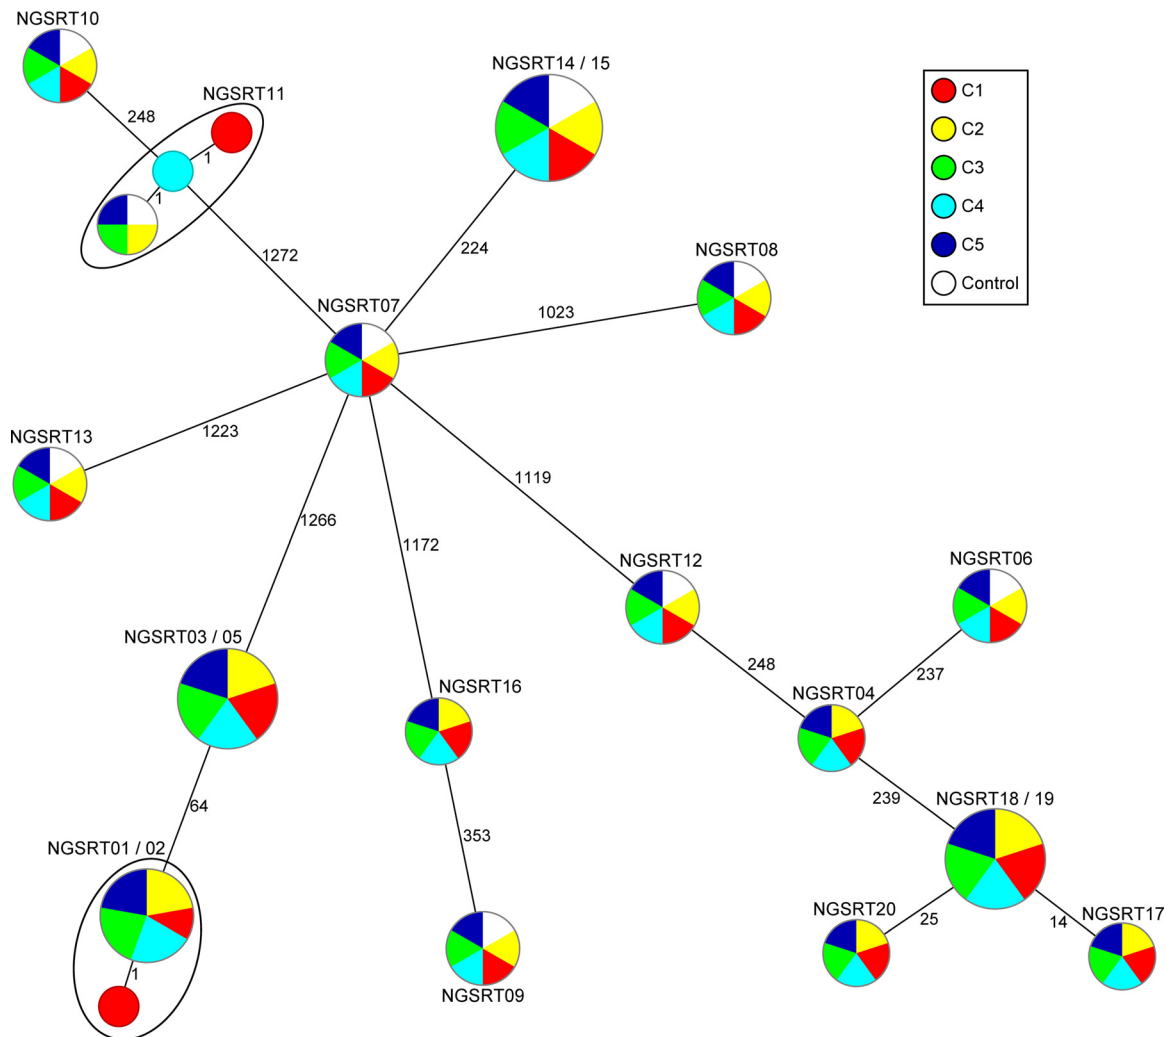 NGSRT10
NGSRT14 / 15
C1
NGSRT11
248
C2
1
C3
1
C4
1272
224
C5
NGSRT08
Control
NGSRT07
1023
NGSRT13
1223
1119
1266
1172
NGSRT12
NGSRT06
NGSRT03 / 05
248
237
NGSRT16
NGSRT04
64
239
NGSRT18 / 19
353
NGSRT01 / 02
NGSRT20
25
14
NGSRT17
1
NGSRT09